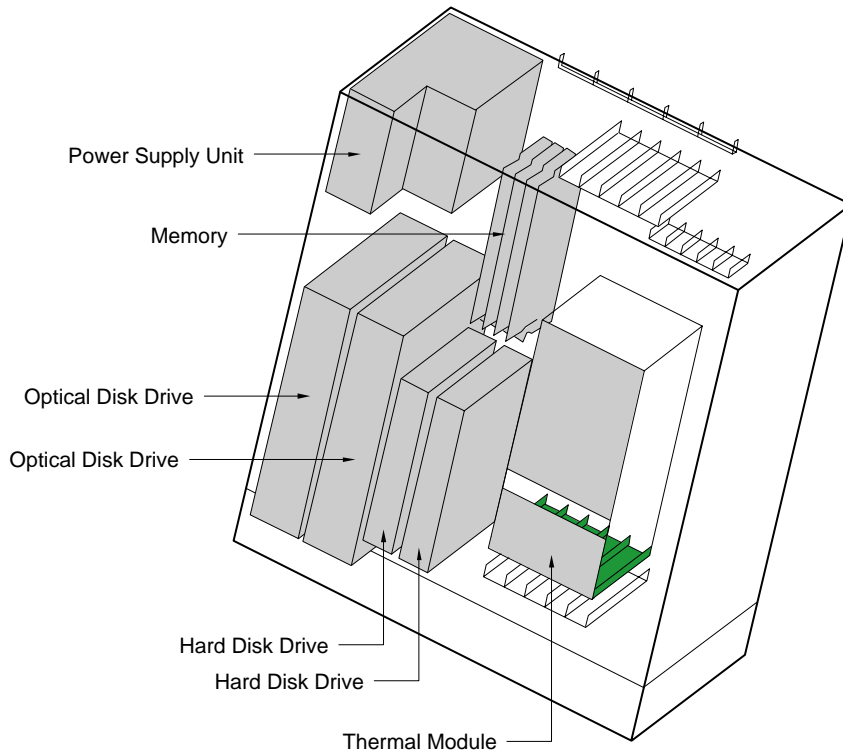 Power Supply Unit
Memory
Optical Disk Drive
Optical Disk Drive
Hard Disk Drive
Hard Disk Drive
Thermal Module